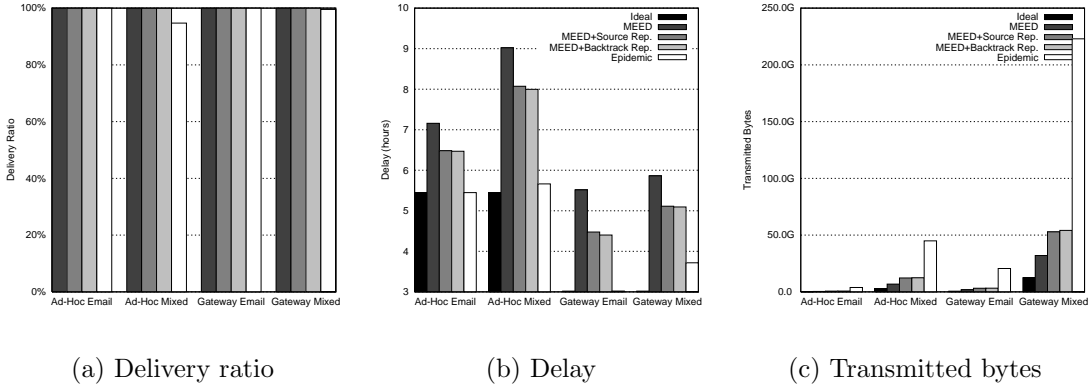 100%
80%
60%
40%
20%
0%
Delivery Ratio
Ad-Hoc Email Ad-Hoc Mixed Gateway Email Gateway Mixed
(a) Delivery ratio
10
9
8
7
6
5
4
3
Delay (hours)
Ideal
MEED
MEED+Source Rep.
MEED+Backtrack Rep.
Epidemic
Ad-Hoc Email Ad-Hoc Mixed Gateway Email Gateway Mixed
(b) Delay
250.0G
200.0G
150.0G
100.0G
50.0G
0.0
Transmitted Bytes
Ideal
MEED
MEED+Source Rep.
MEED+Backtrack Rep.
Epidemic
Ad-Hoc Email Ad-Hoc Mixed Gateway Email Gateway Mixed
(c) Transmitted bytes